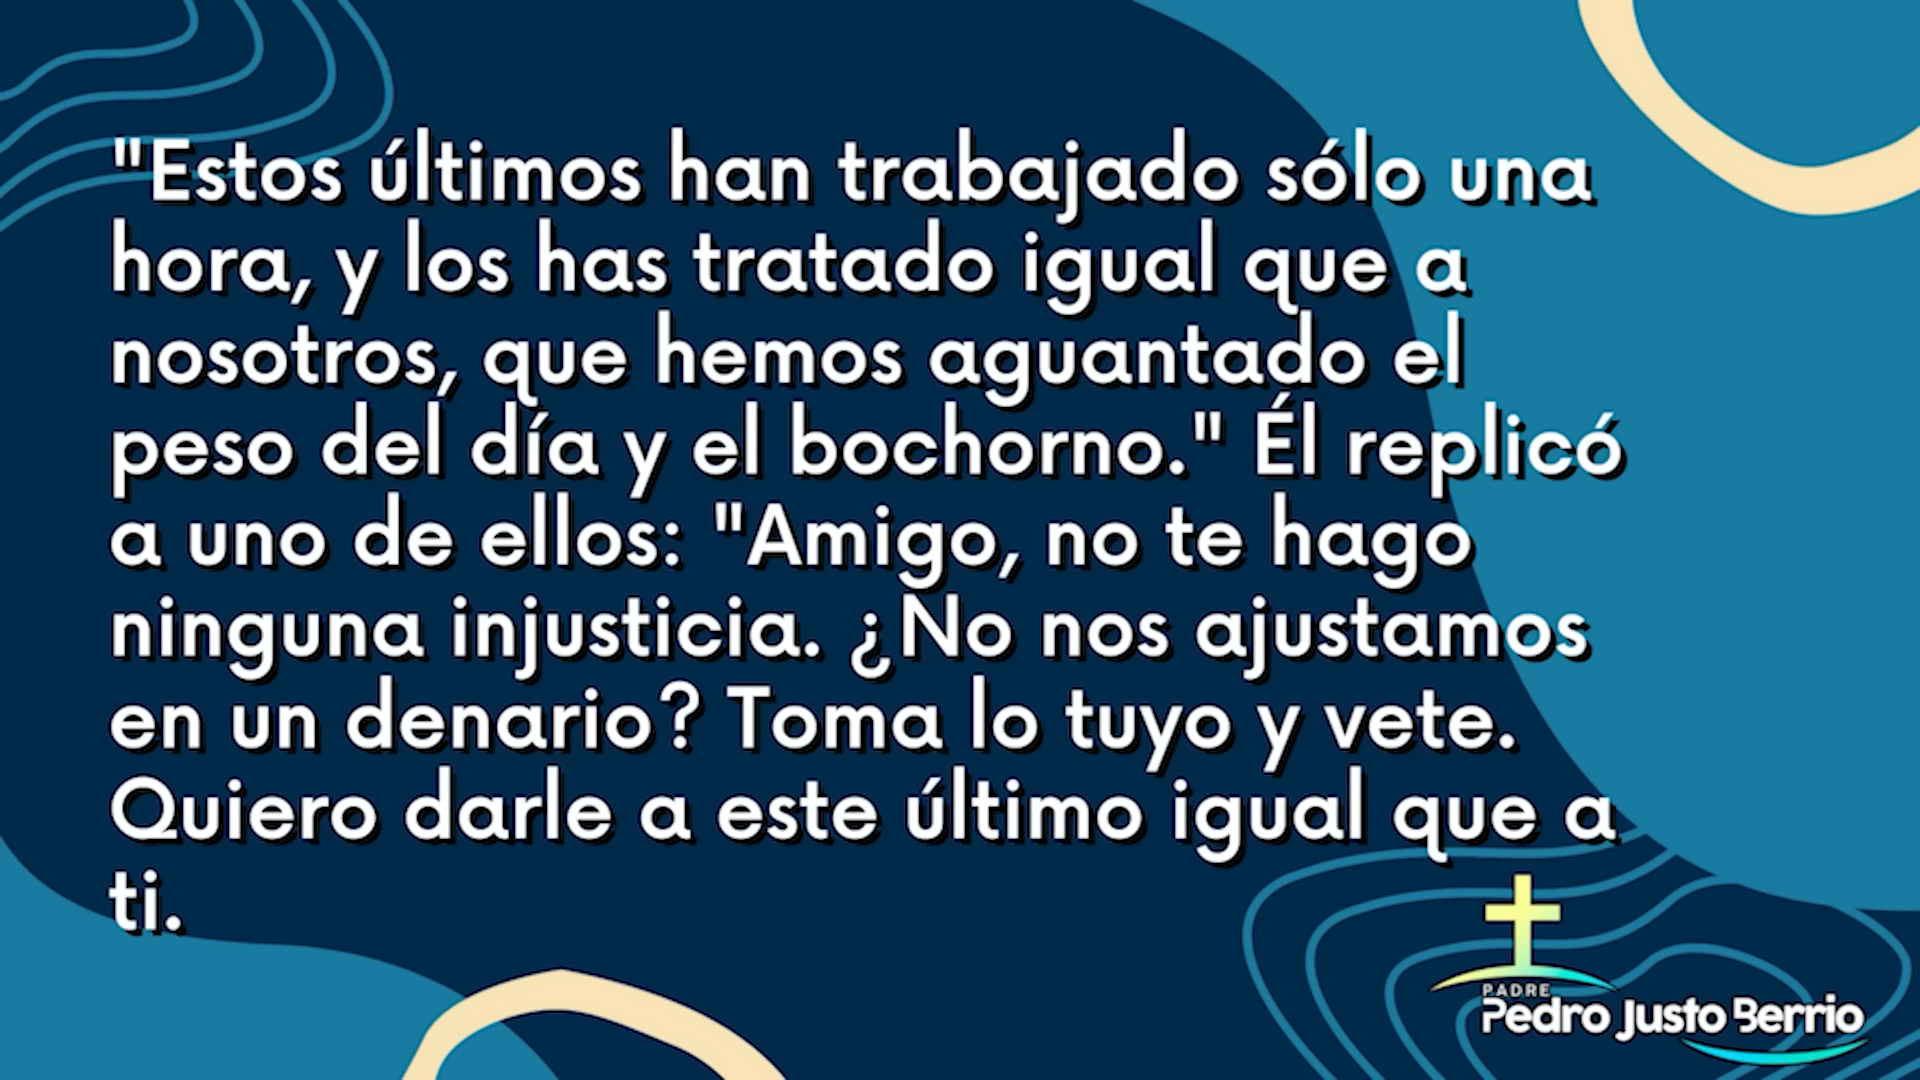 "Estos últimos han trabajado sólo una
hora, y los has tratado igual que a
nosotros, que hemos aguantado el
peso del día y el bochorno." Él replicó
a uno de ellos: "Amigo, no te hago
ninguna injusticia. ¿No nos ajustamos
en un denario? Toma lo tuyo y vete.
Quiero darle a este último igual que a
ti.
PADRE
Pedro Justo Berrio